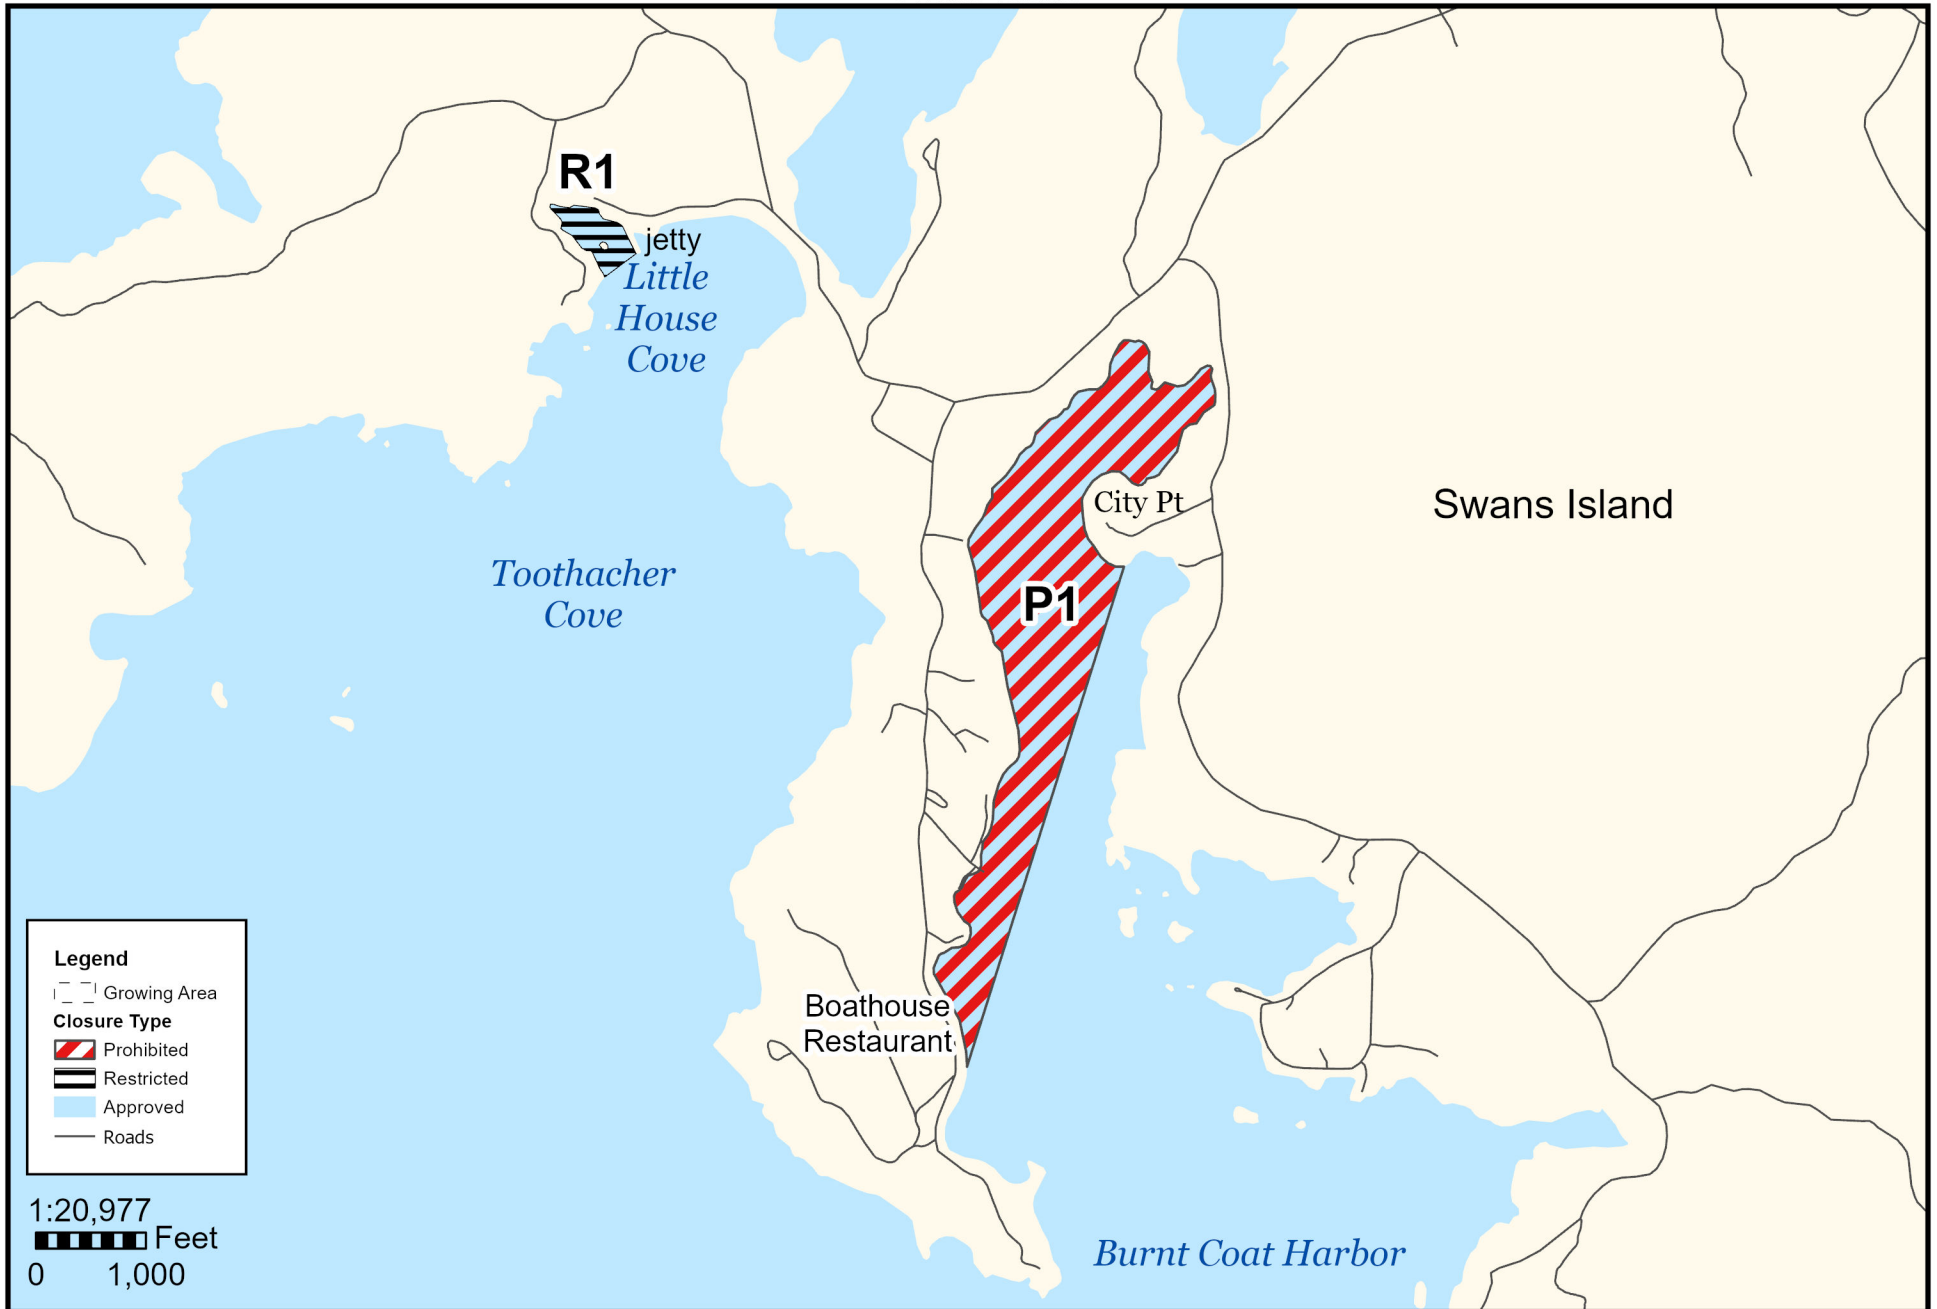 R1
jetty
Little
House
Cove
City Pt
Swans Island
Toothacher
Cove
P1
Boathouse
Restaurant
Burnt Coat Harbor
Legend
Growing Area
Closure Type
Prohibited
Restricted
Approved
Roads
1:20,977
Feet
0 1,000